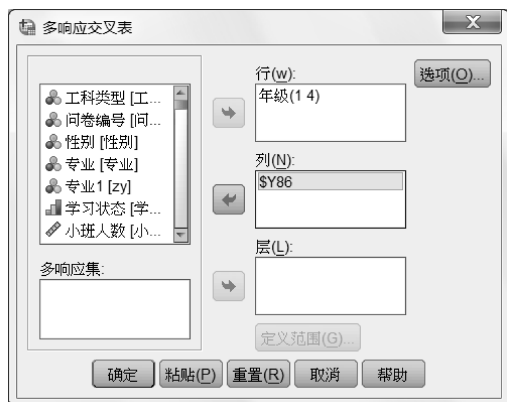 多响应交叉表
工科类型 [工...
问卷编号 [问...
性别 [性别]
专业 [专业]
专业1 [zy]
学习状态 [学...
小班人数 [小...
多响应集:
行(w):
年级(1 4)
列(N):
$Y86
层(L):
定义范围(G)...
选项(O)...
确定
粘贴(P)
重置(R)
取消
帮助